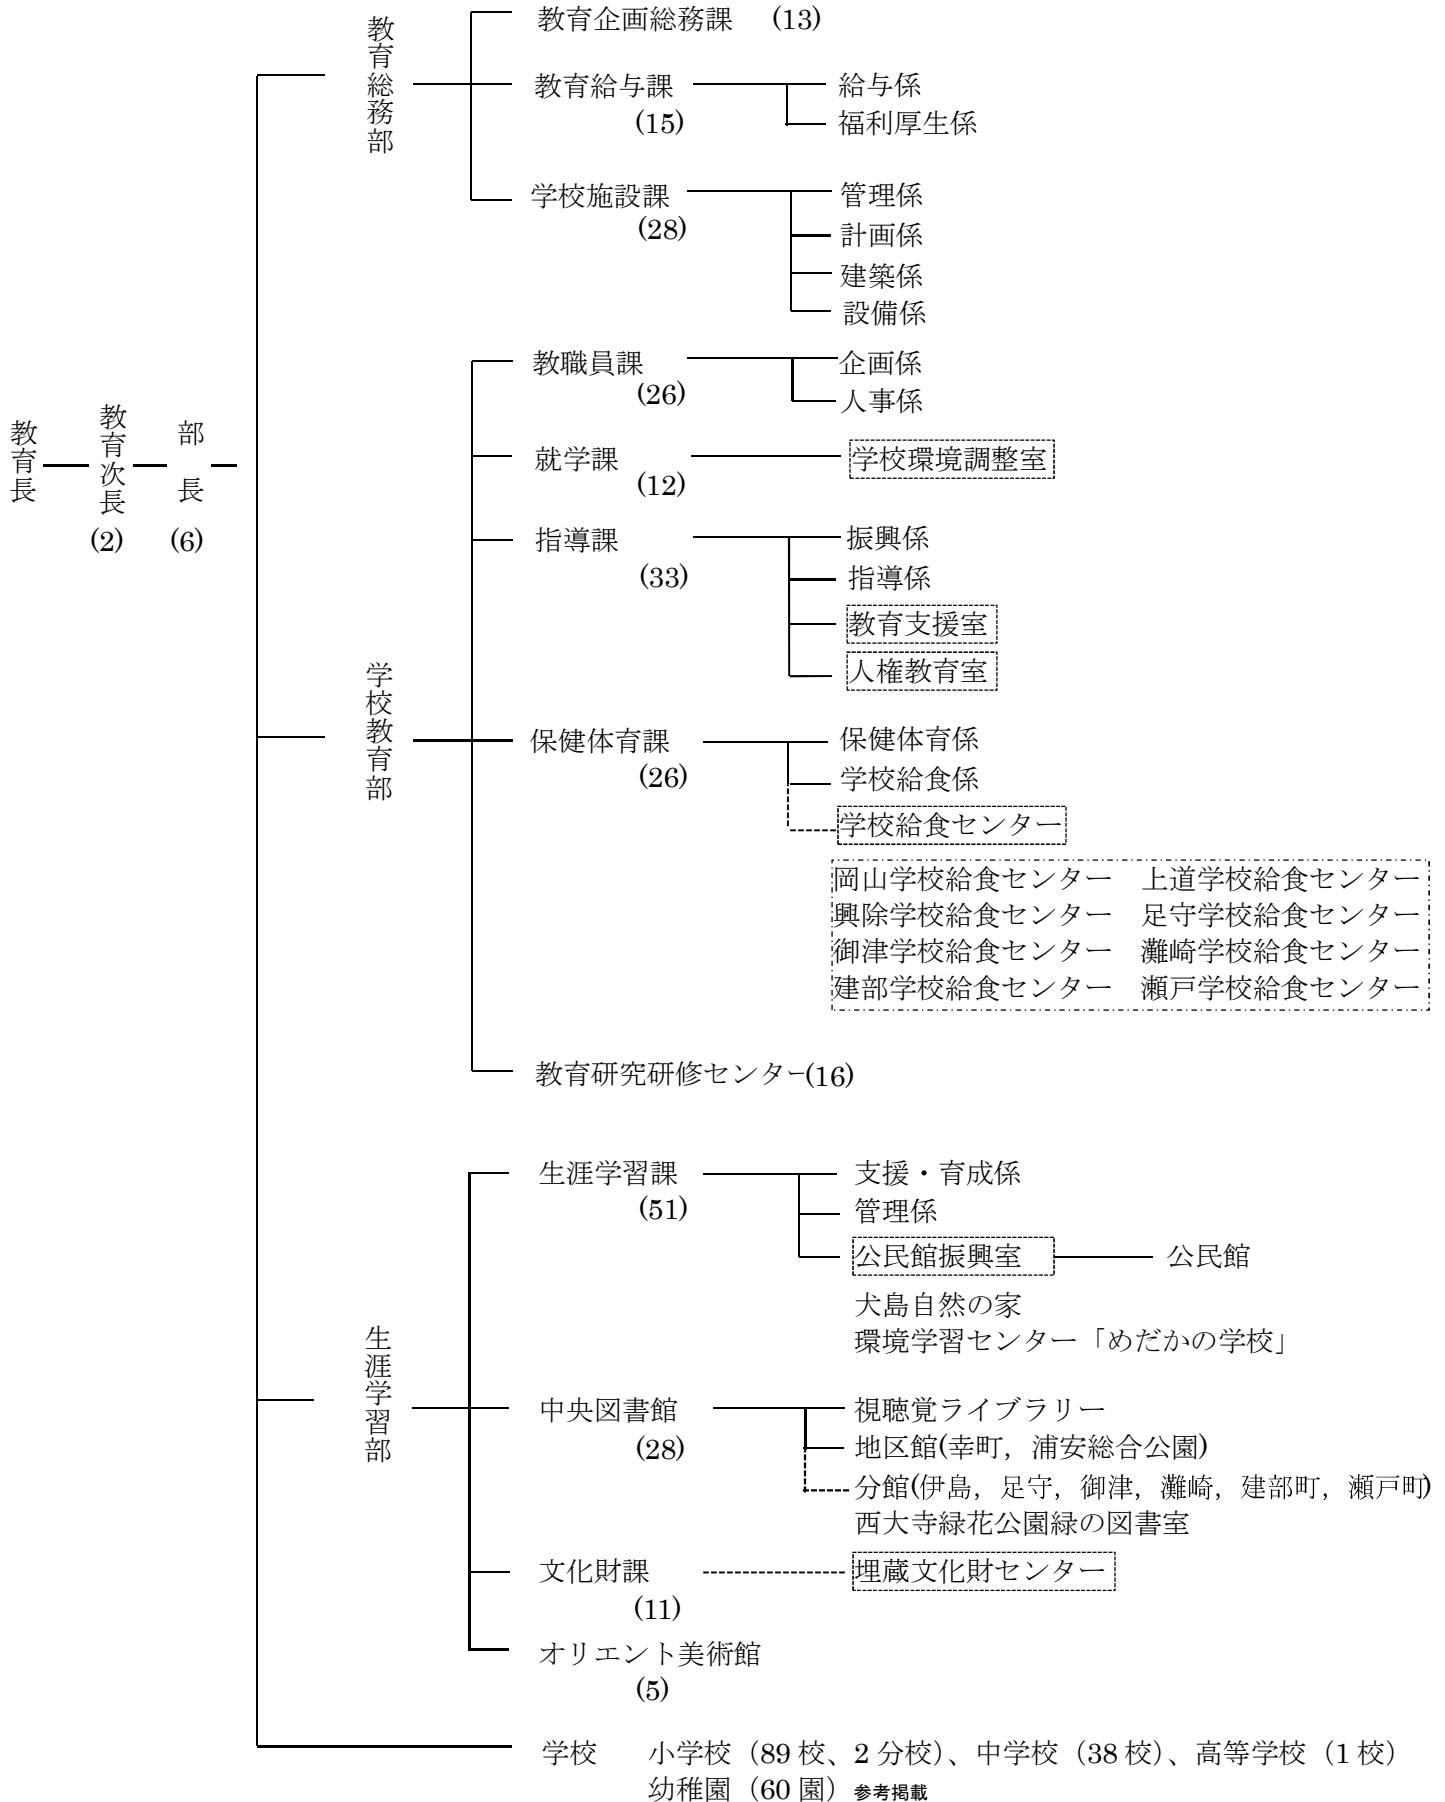 教育長
教育次長
(2)
部長
(6)
教育総務部
教育企画総務課 (13)
教育給与課
(15)
給与係
福利厚生係
学校施設課
(28)
管理係
計画係
建築係
設備係
学校教育部
教職員課
(26)
企画係
人事係
就学課
(12)
学校環境調整室
指導課
(33)
振興係
指導係
教育支援室
人権教育室
保健体育課
(26)
保健体育係
学校給食係
学校給食センター
岡山学校給食センター 上道学校給食センター
興除学校給食センター 足守学校給食センター
御津学校給食センター 灘崎学校給食センター
建部学校給食センター 瀬戸学校給食センター
教育研究研修センター(16)
生涯学習部
生涯学習課
(51)
支援・育成係
管理係
公民館振興室
公民館
犬島自然の家
環境学習センター「めだかの学校」
中央図書館
(28)
視聴覚ライブラリー
地区館(幸町，浦安総合公園)
分館(伊島，足守，御津，灘崎，建部町，瀬戸町)
西大寺緑花公園緑の図書室
文化財課
(11)
埋蔵文化財センター
オリエント美術館
(5)
学校 小学校（89 校、2 分校）、中学校（38 校）、高等学校（1 校）
幼稚園（60 園）参考掲載